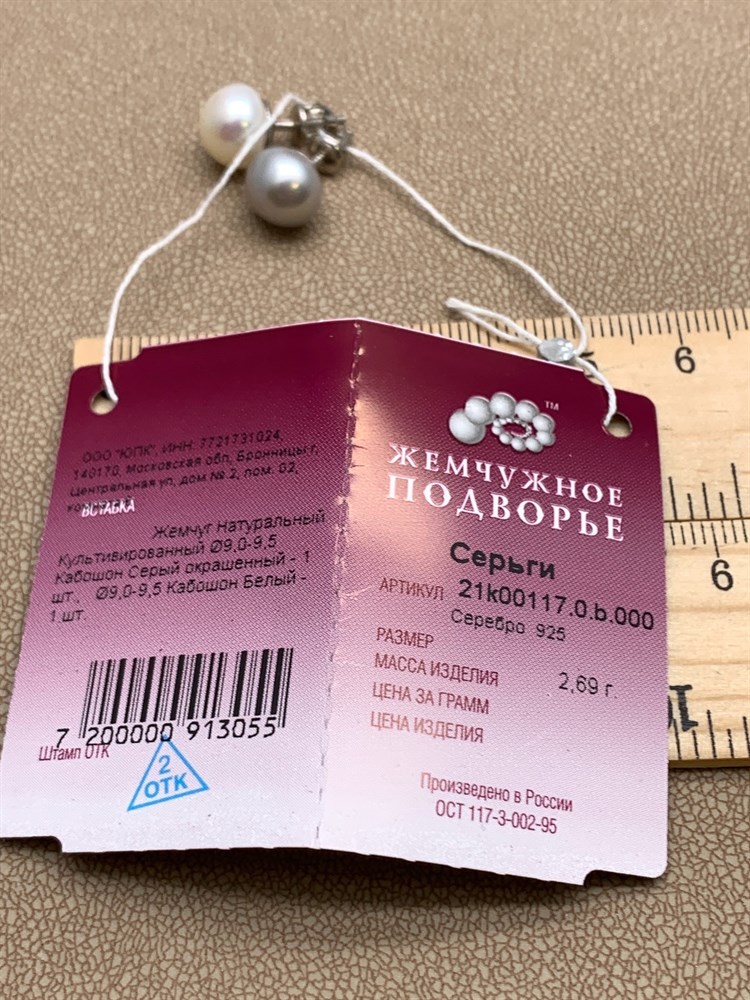 ООО "ЮПК", ИНН: 7721731024,
140170, Московская обл, Бронницы г,
Центральная ул, дом № 2, пом. 02,
ВСТАВКА
Жемчуг Натуральный
Культивированный Ø9,0-9,5
Кабошон Серый окрашенный - 1
шт., Ø9,0-9,5 Кабошон Белый -
1 шт.
7 200000 913055
Штамп ОТК
2
ОТК
TM
ЖЕМЧУЖНОЕ
ПОДВОРЬЕ
Серьги
АРТИКУЛ 21k00117.0.b.000
Серебро 925
РАЗМЕР
МАССА ИЗДЕЛИЯ 2,69 г.
ЦЕНА ЗА ГРАММ
ЦЕНА ИЗДЕЛИЯ
Произведено в России
ОСТ 117-3-002-95
6
6